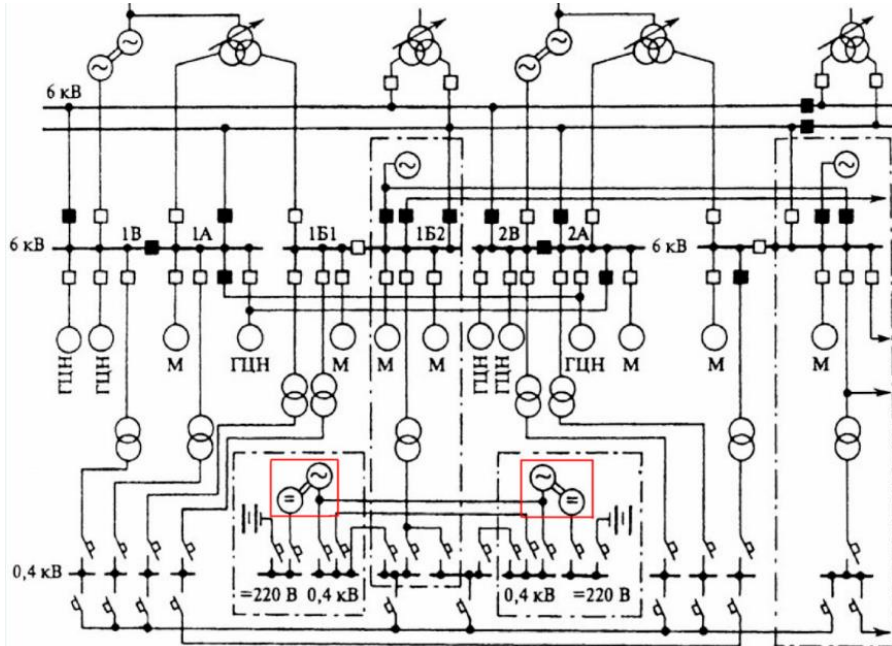 6 кВ
1В 1А 1Б1 1Б2 2В 2А
6 кВ 6 кВ
ГЦН ГЦН М ГЦН М М М ГЦН ГЦН ГЦН М М М
~ ~
= =
0,4 кВ =220 В 0,4 кВ 0,4 кВ =220 В